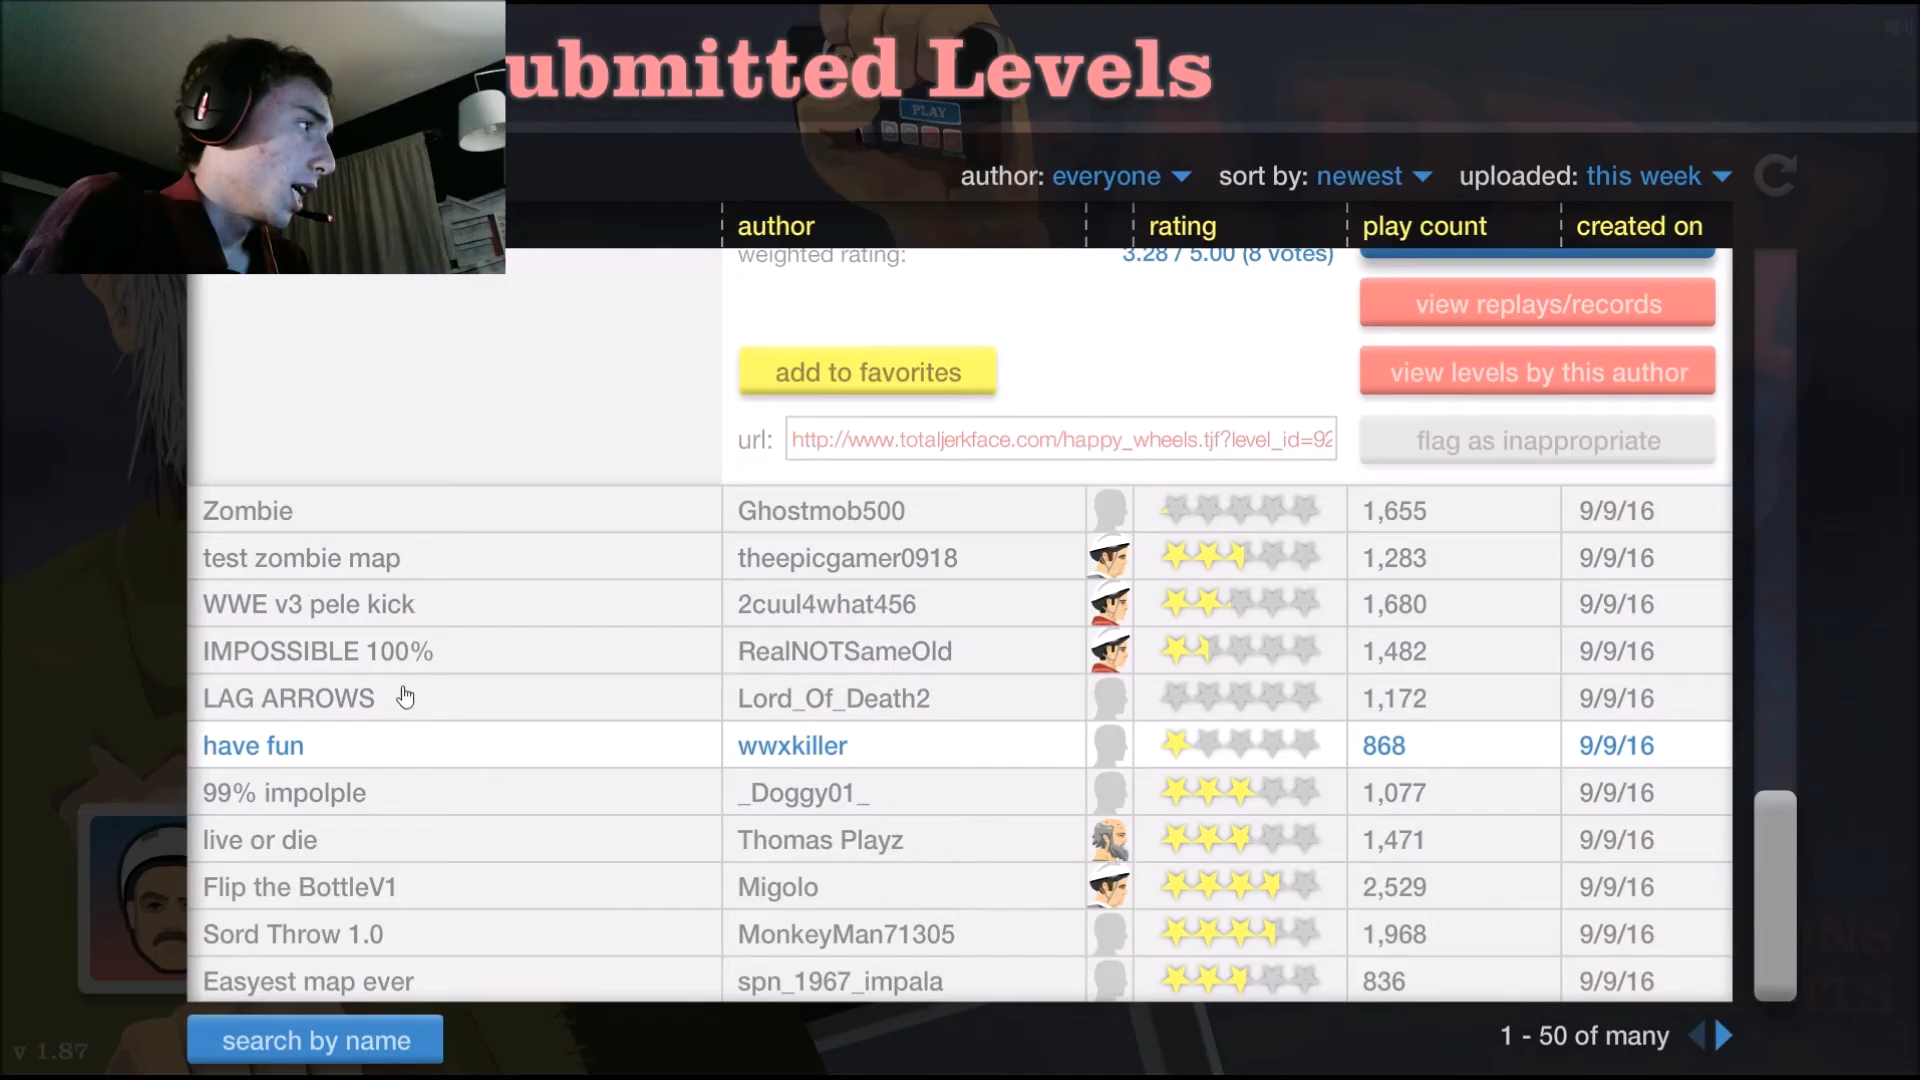 ubmitted Levels
PLAY
author: everyone sort by: newest uploaded: this week
author rating play count created on
weighted rating: 3.28 / 5.00 (8 votes)
view replays/records
add to favorites view levels by this author
url: http://www.totaljerkface.com/happy_wheels.tjf?level_id=92 flag as inappropriate
Zombie Ghostmob500 1,655 9/9/16
test zombie map theepicgamer0918 1,283 9/9/16
WWE v3 pele kick 2cuul4what456 1,680 9/9/16
IMPOSSIBLE 100% RealNOTSameOld 1,482 9/9/16
LAG ARROWS Lord_Of_Death2 1,172 9/9/16
have fun wwxkiller 868 9/9/16
99% impolple _Doggy01_ 1,077 9/9/16
live or die Thomas Playz 1,471 9/9/16
Flip the BottleV1 Migolo 2,529 9/9/16
Sord Throw 1.0 MonkeyMan71305 1,968 9/9/16
Easyest map ever spn_1967_impala 836 9/9/16
v 1.87 search by name 1 - 50 of many